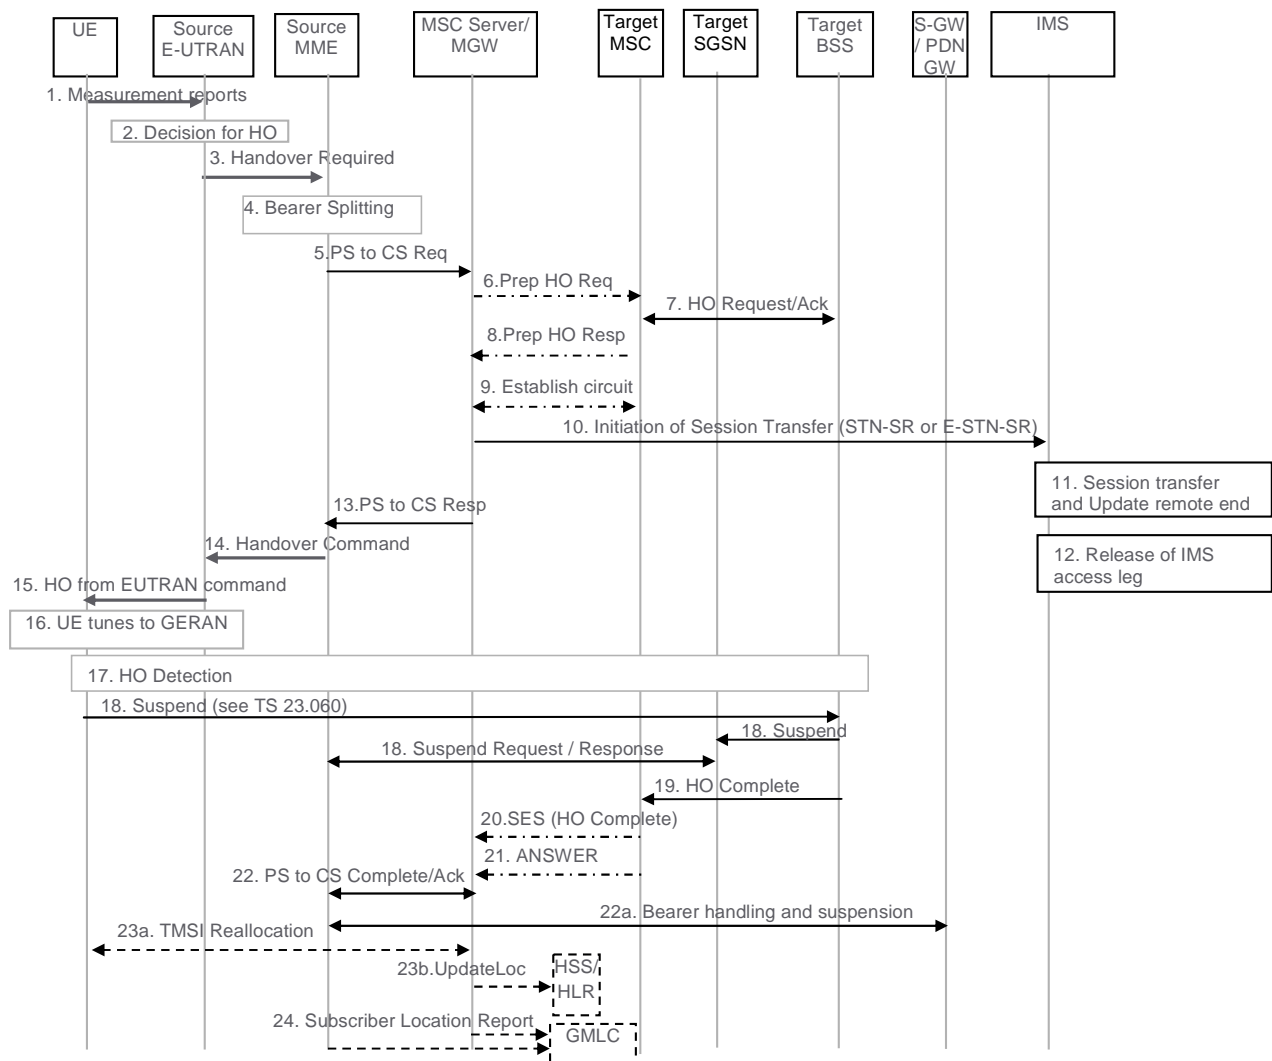 UE
Source
E-UTRAN
Source
MME
MSC Server/
MGW
Target
MSC
Target
SGSN
Target
BSS
S-GW
/ PDN
GW
IMS
1. Measurement reports
2. Decision for HO
3. Handover Required
4. Bearer Splitting
5.PS to CS Req
6.Prep HO Req
7. HO Request/Ack
8.Prep HO Resp
9. Establish circuit
10. Initiation of Session Transfer (STN-SR or E-STN-SR)
11. Session transfer
and Update remote end
13.PS to CS Resp
14. Handover Command
12. Release of IMS
access leg
15. HO from EUTRAN command
16. UE tunes to GERAN
17. HO Detection
18. Suspend (see TS 23.060)
18. Suspend
18. Suspend Request / Response
19. HO Complete
20.SES (HO Complete)
21. ANSWER
22. PS to CS Complete/Ack
22a. Bearer handling and suspension
23a. TMSI Reallocation
23b.UpdateLoc
HSS/
HLR
24. Subscriber Location Report
GMLC